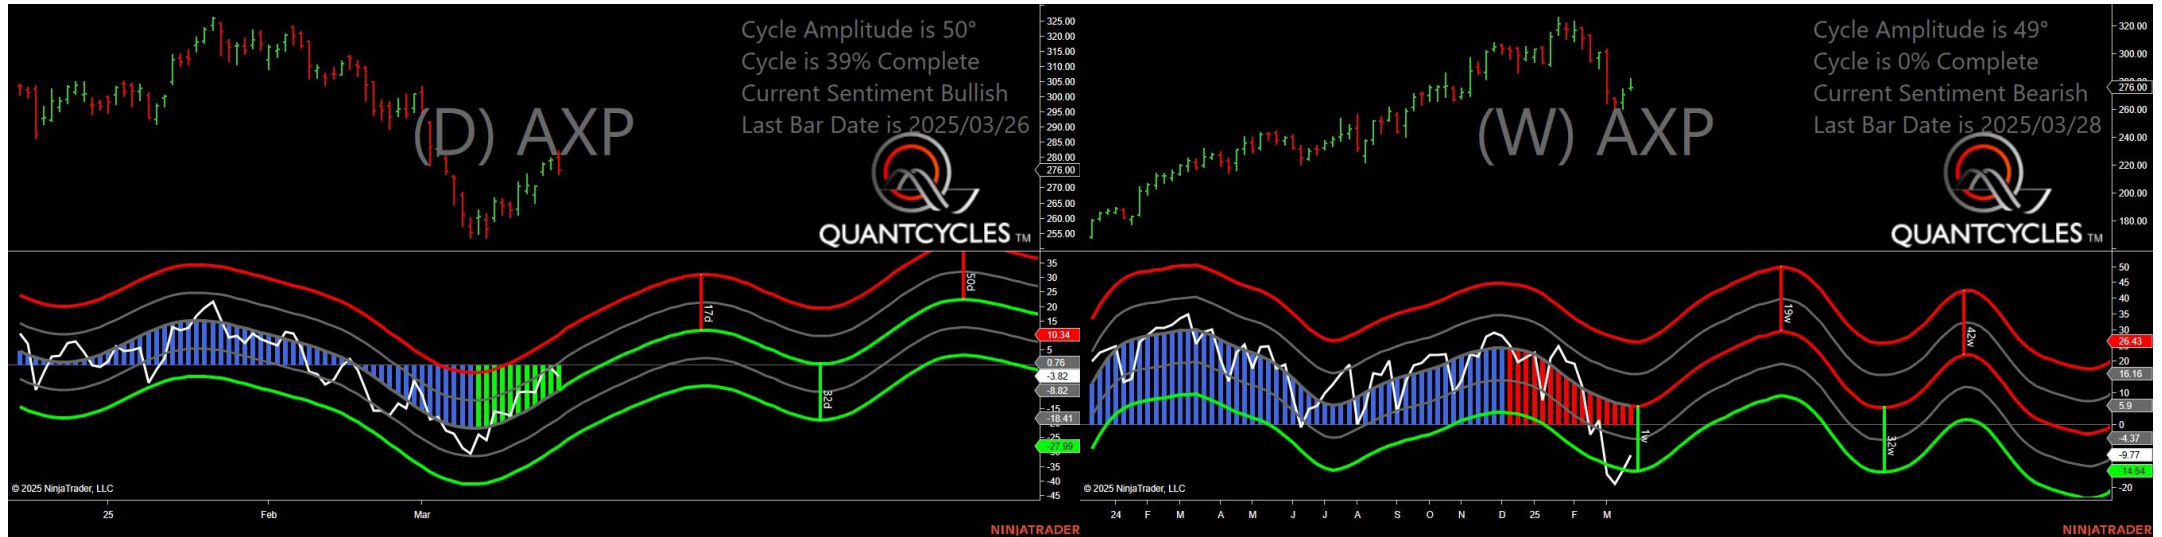 Cycle Amplitude is 50°
Cycle is 39% Complete
Current Sentiment Bullish
Last Bar Date is 2025/03/26
(D) AXP
QUANTCYCLES TM
325.00
320.00
315.00
310.00
305.00
300.00
295.00
290.00
285.00
280.00
276.00
270.00
265.00
260.00
255.00
35
30
25
20
15
10.34
5
0.76
-3.82
-8.82
-15
-18.41
-27.99
-30
-35
-40
-45
17d
32d
50d
© 2025 NinjaTrader, LLC
25
Feb
Mar
NINJATRADER
Cycle Amplitude is 49°
Cycle is 0% Complete
Current Sentiment Bearish
Last Bar Date is 2025/03/28
(W) AXP
QUANTCYCLES TM
320.00
300.00
276.00
260.00
240.00
220.00
200.00
180.00
50
45
40
35
30
26.43
20
16.16
10
5.9
0
-4.37
-9.77
-14.64
-20
1w
19w
32w
42w
© 2025 NinjaTrader, LLC
24 F M A M J J A S O N D 25 F M
NINJATRADER